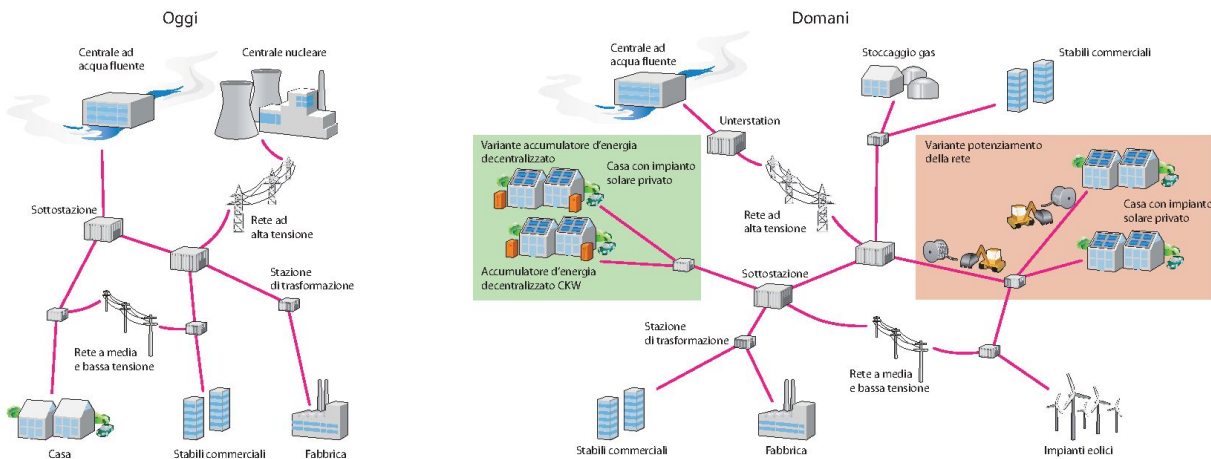 Oggi
Centrale ad
acqua fluente
Centrale nucleare
Sottostazione
Rete ad
alta tensione
Stazione
di trasformazione
Rete a media
e bassa tensione
Casa
Stabili commerciali
Fabbrica
Domani
Centrale ad
acqua fluente
Stoccaggio gas
Stabili commerciali
Unterstation
Variante accumulatore d'energia
decentralizzato
Casa con impianto
solare privato
Accumulatore d'energia
decentralizzato CKW
Rete ad
alta tensione
Variante potenziamento
della rete
Casa con impianto
solare privato
Sottostazione
Stazione
di trasformazione
Rete a media
e bassa tensione
Stabili commerciali
Fabbrica
Impianti eolici